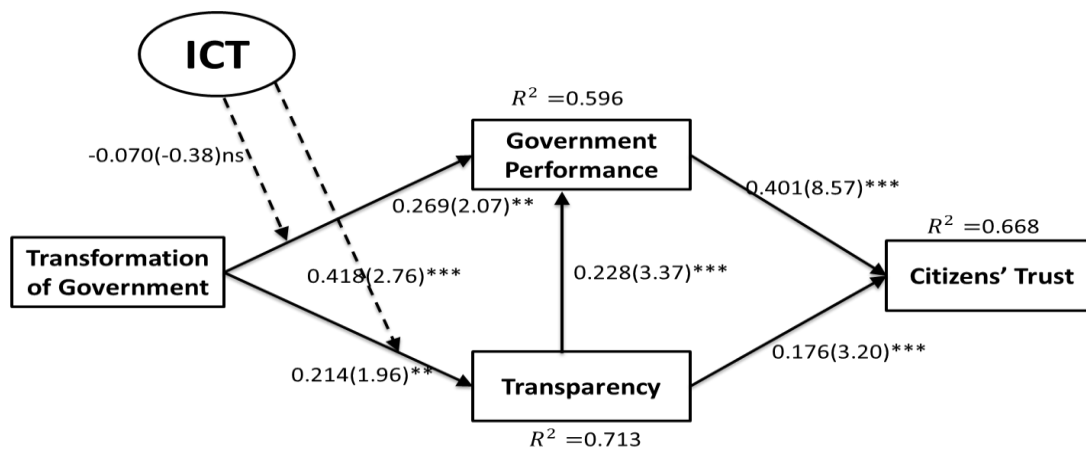 ICT
R² =0.596
Government
Performance
-0.070(-0.38)ns
0.401(8.57)***
0.269(2.07)**
R² =0.668
Transformation
of Government
0.418(2.76)***
0.228(3.37)***
Citizens’ Trust
0.176(3.20)***
0.214(1.96)**
Transparency
R² =0.713